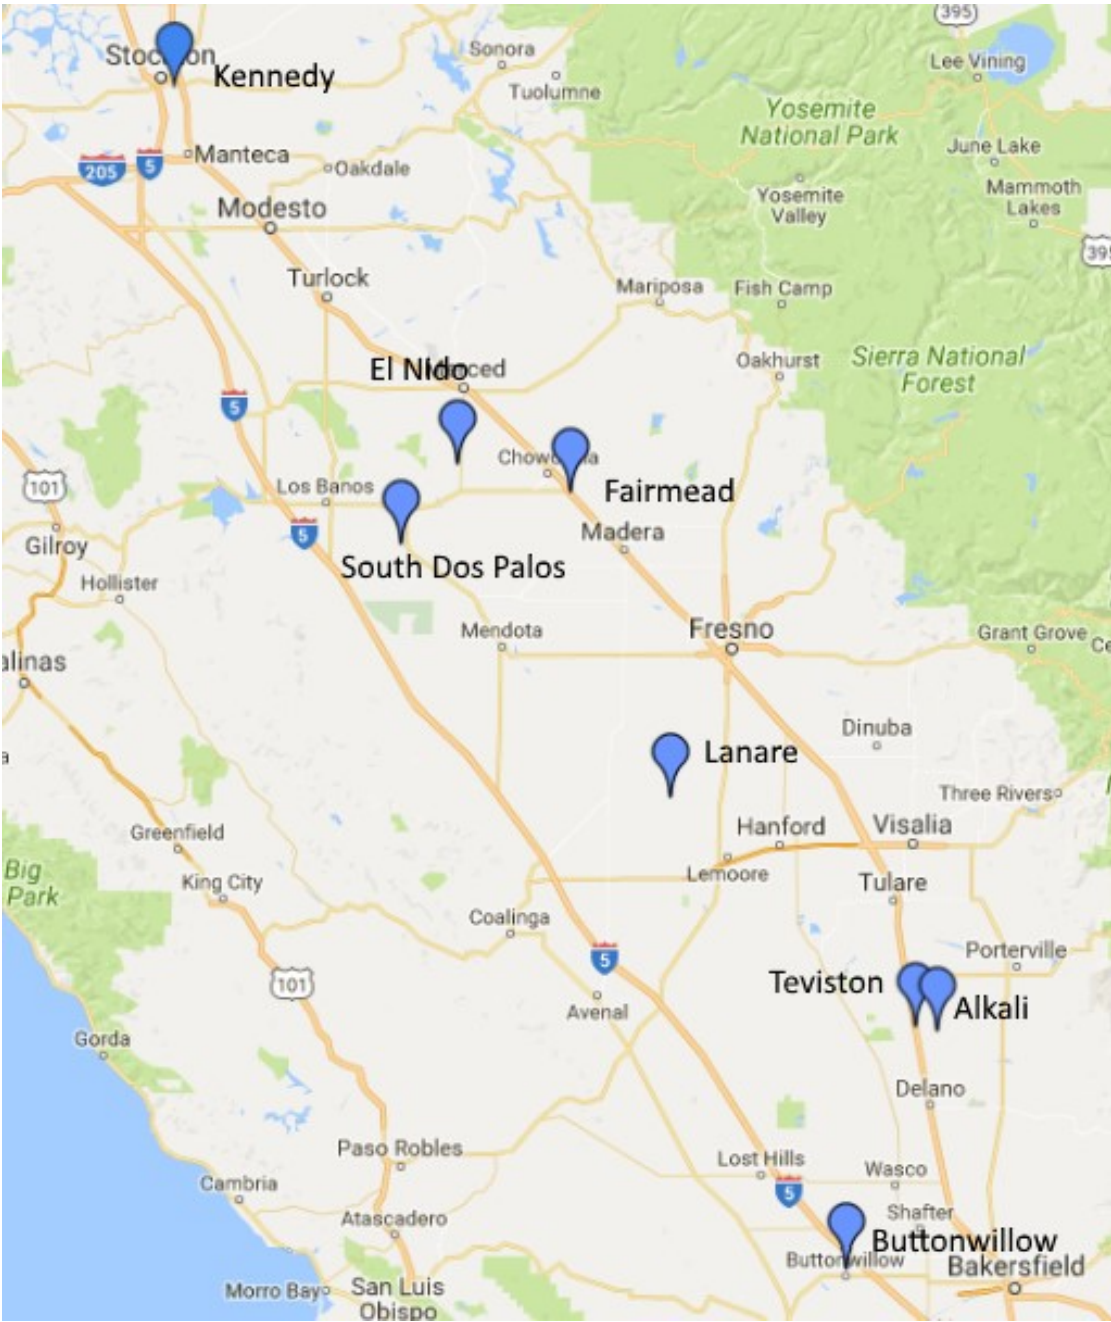 395
Stockton
Kennedy
Sonora
Lee Vining
Tuolumne
Yosemite
National Park
205
5
Manteca
Oakdale
June Lake
Yosemite
Valley
Mammoth
Lakes
Modesto
395
Turlock
Mariposa
Fish Camp
El Nido
Merced
Oakhurst
Sierra National
Forest
5
Chowchilla
101
Los Banos
Fairmead
5
Gilroy
Madera
South Dos Palos
Hollister
Mendota
Fresno
Grant Grove
Ce
alinas
Dinuba
a
Lanare
Three Rivers
Greenfield
Hanford
Visalia
Big
Park
King City
Lemoore
Tulare
Coalinga
5
Porterville
101
Teviston
Alkali
Avenal
Gorda
Delano
Paso Robles
Lost Hills
Wasco
Cambria
5
Atascadero
Shafter
Buttonwillow
Buttonwillow
Bakersfield
Morro Bay
San Luis
Obispo